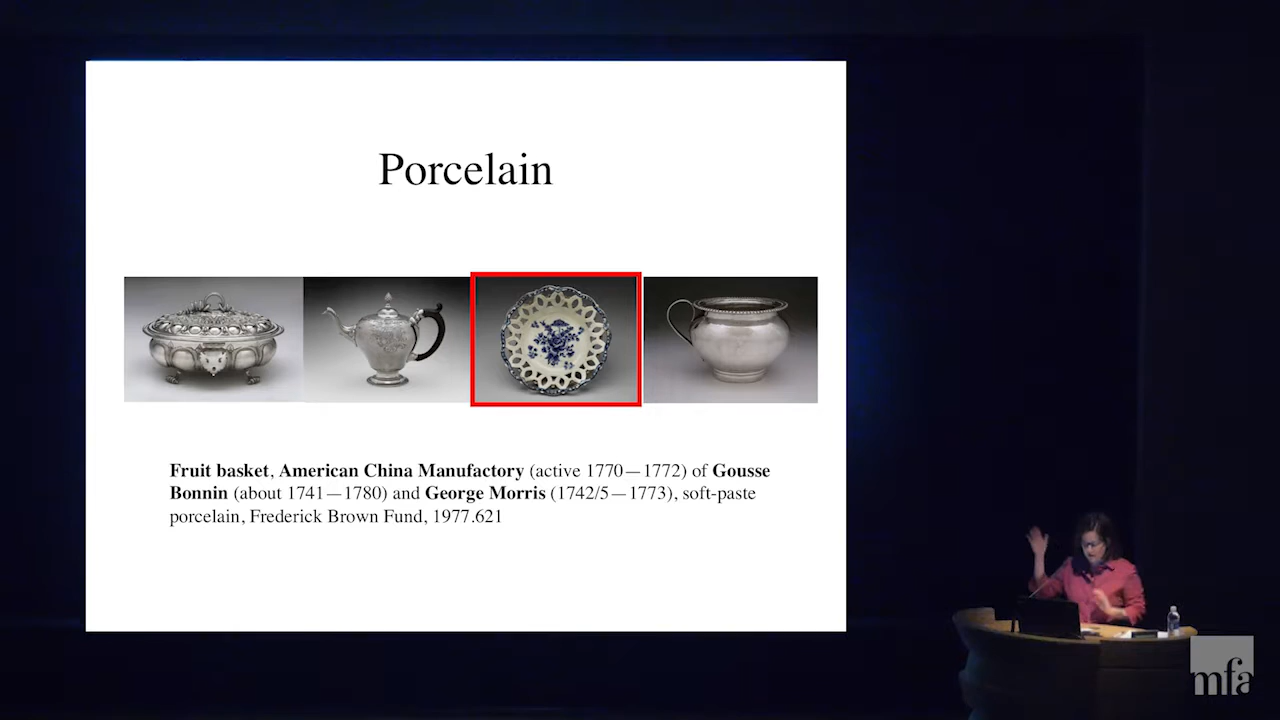 Porcelain
Fruit basket, American China Manufactory (active 1770—1772) of Gousse
Bonnin (about 1741—1780) and George Morris (1742/5—1773), soft-paste
porcelain, Frederick Brown Fund, 1977.621
mfa